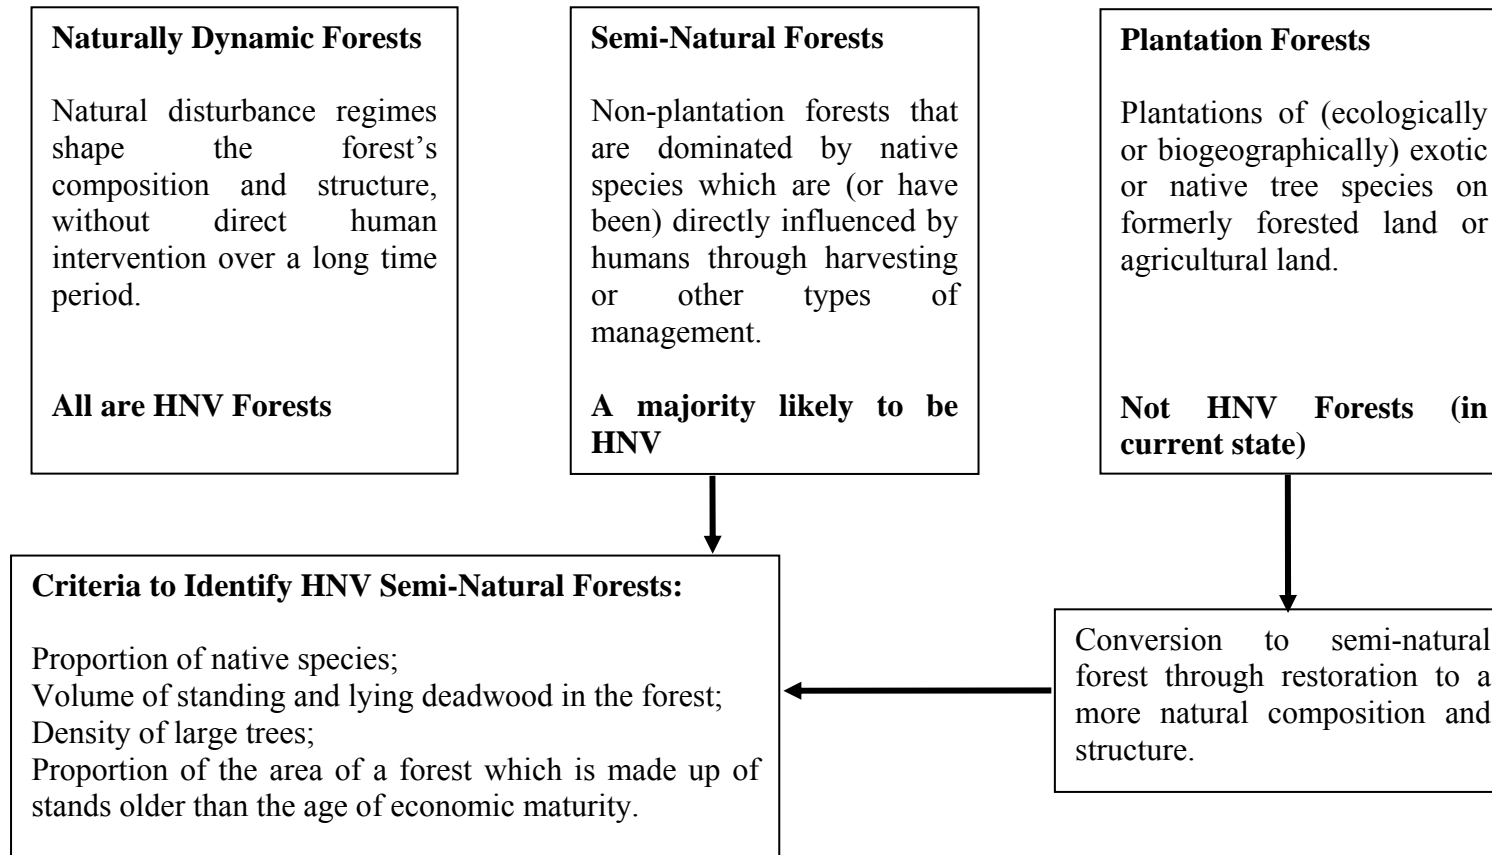 Naturally Dynamic Forests
Natural disturbance regimes
shape the forest’s
composition and structure,
without direct human
intervention over a long time
period.
All are HNV Forests
Semi-Natural Forests
Non-plantation forests that
are dominated by native
species which are (or have
been) directly influenced by
humans through harvesting
or other types of
management.
A majority likely to be
HNV
Plantation Forests
Plantations of (ecologically
or biogeographically) exotic
or native tree species on
formerly forested land or
agricultural land.
Not HNV Forests (in
current state)
Criteria to Identify HNV Semi-Natural Forests:
Proportion of native species;
Volume of standing and lying deadwood in the forest;
Density of large trees;
Proportion of the area of a forest which is made up of
stands older than the age of economic maturity.
Conversion to semi-natural
forest through restoration to a
more natural composition and
structure.